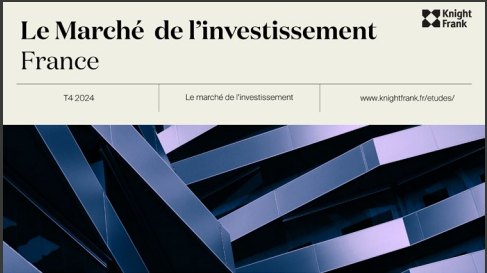 Le Marché de l'investissement
France
Knight
Frank
T4 2024
Le marché de l'investissement
www.knightfrank.fr/etudes/